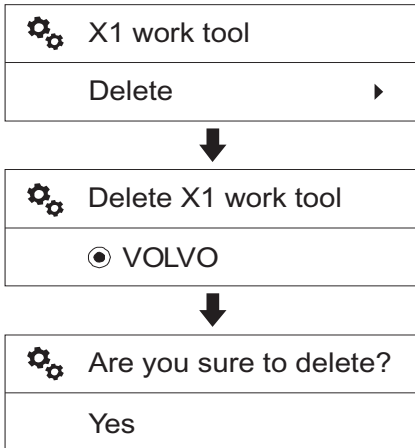 X1 work tool
Delete
Delete X1 work tool
VOLVO
Are you sure to delete?
Yes